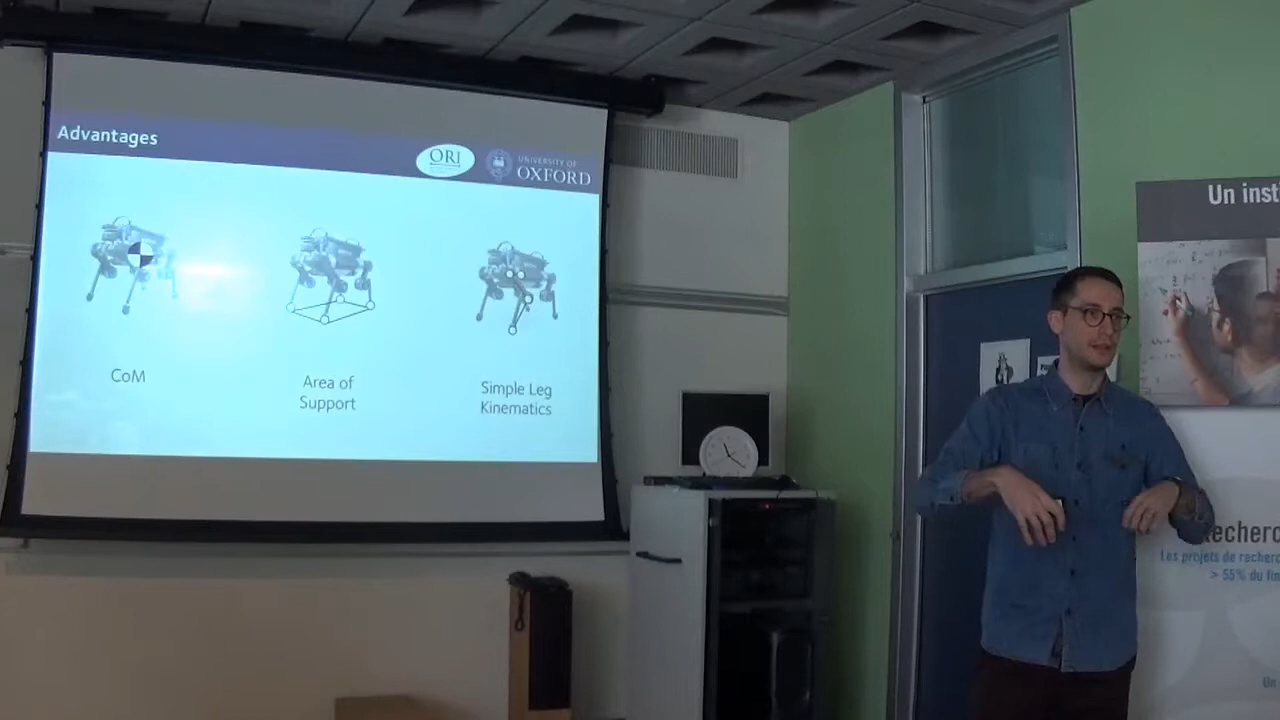 Advantages
ORI
UNIVERSITY OF
OXFORD
CoM
Area of
Support
Simple Leg
Kinematics
Un inst
Recherc
Les projets de recherc
> 55% du fin
Un